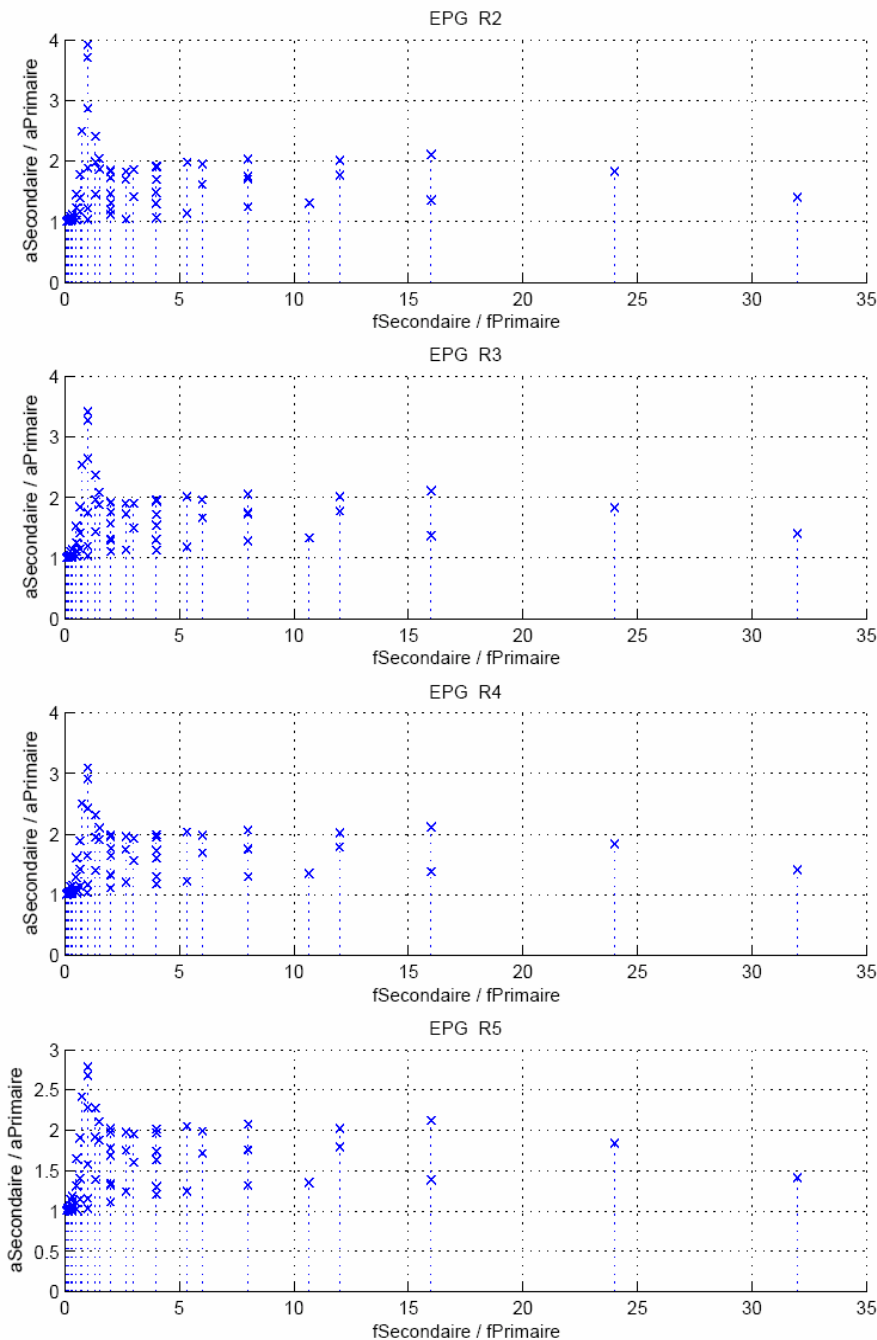 EPG R2
4
3
2
1
0
aSecondaire / aPrimaire
0 5 10 15 20 25 30 35
fSecondaire / fPrimaire
EPG R3
4
3
2
1
0
aSecondaire / aPrimaire
0 5 10 15 20 25 30 35
fSecondaire / fPrimaire
EPG R4
4
3
2
1
0
aSecondaire / aPrimaire
0 5 10 15 20 25 30 35
fSecondaire / fPrimaire
EPG R5
3
2.5
2
1.5
1
0.5
0
aSecondaire / aPrimaire
0 5 10 15 20 25 30 35
fSecondaire / fPrimaire